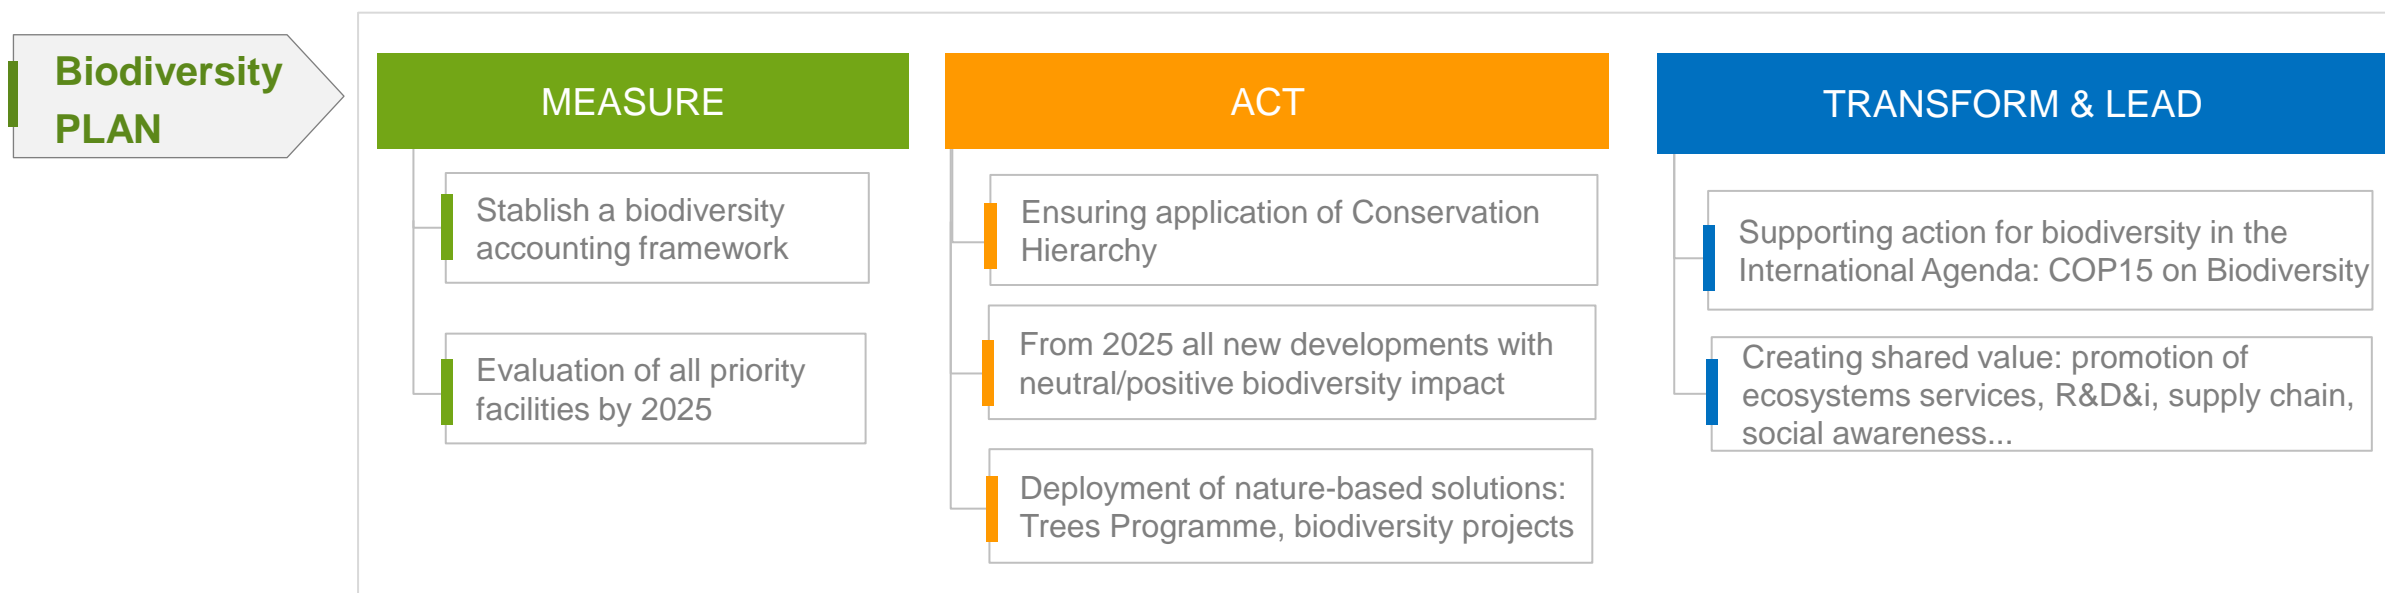 Biodiversity
PLAN
MEASURE
Stablish a biodiversity
accounting framework
Evaluation of all priority
facilities by 2025
ACT
Ensuring application of Conservation
Hierarchy
From 2025 all new developments with
neutral/positive biodiversity impact
Deployment of nature-based solutions:
Trees Programme, biodiversity projects
TRANSFORM & LEAD
Supporting action for biodiversity in the
International Agenda: COP15 on Biodiversity
Creating shared value: promotion of
ecosystems services, R&D&i, supply chain,
social awareness...